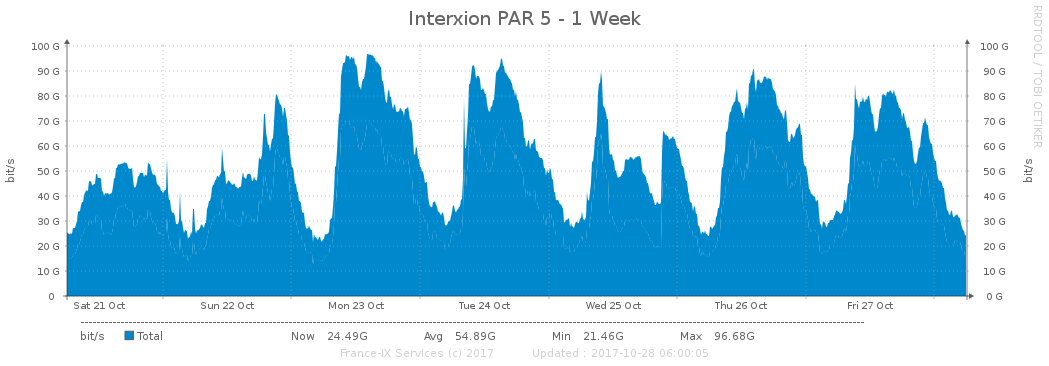 Interxion PAR 5 - 1 Week
RRDTOOL / TOBI OETIKER
100 G 100 G
90 G 90 G
80 G 80 G
70 G 70 G
60 G 60 G
50 G 50 G
40 G 40 G
30 G 30 G
20 G 20 G
10 G 10 G
0 0 G
bit/s
bit/s
Sat 21 Oct Sun 22 Oct Mon 23 Oct Tue 24 Oct Wed 25 Oct Thu 26 Oct Fri 27 Oct
bit/s Total Now 24.49G Avg 54.89G Min 21.46G Max 96.68G
France-IX Services (c) 2017 Updated : 2017-10-28 06:00:05